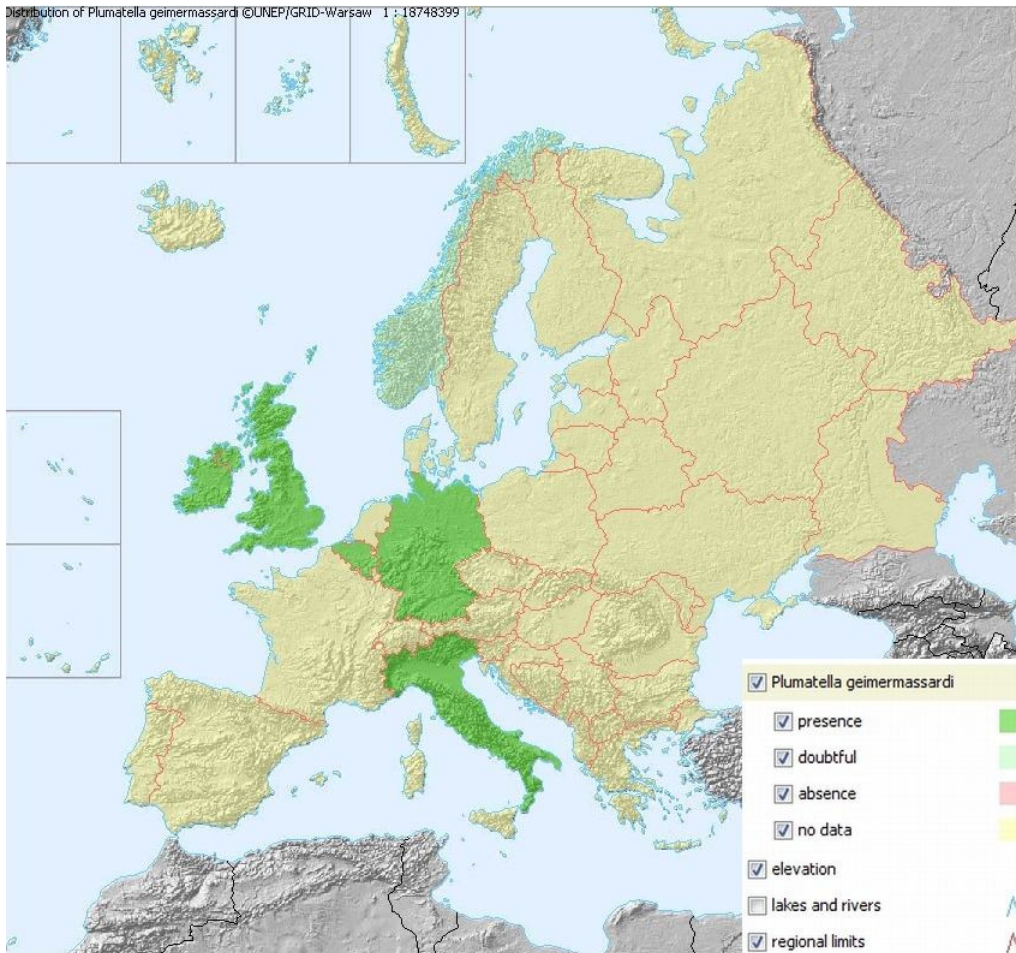 Distribution of Plumatella geimermassardi ©UNEP/GRID-Warsaw 1 : 18748399
Plumatella geimermassardi
presence
doubtful
absence
no data
elevation
lakes and rivers
regional limits